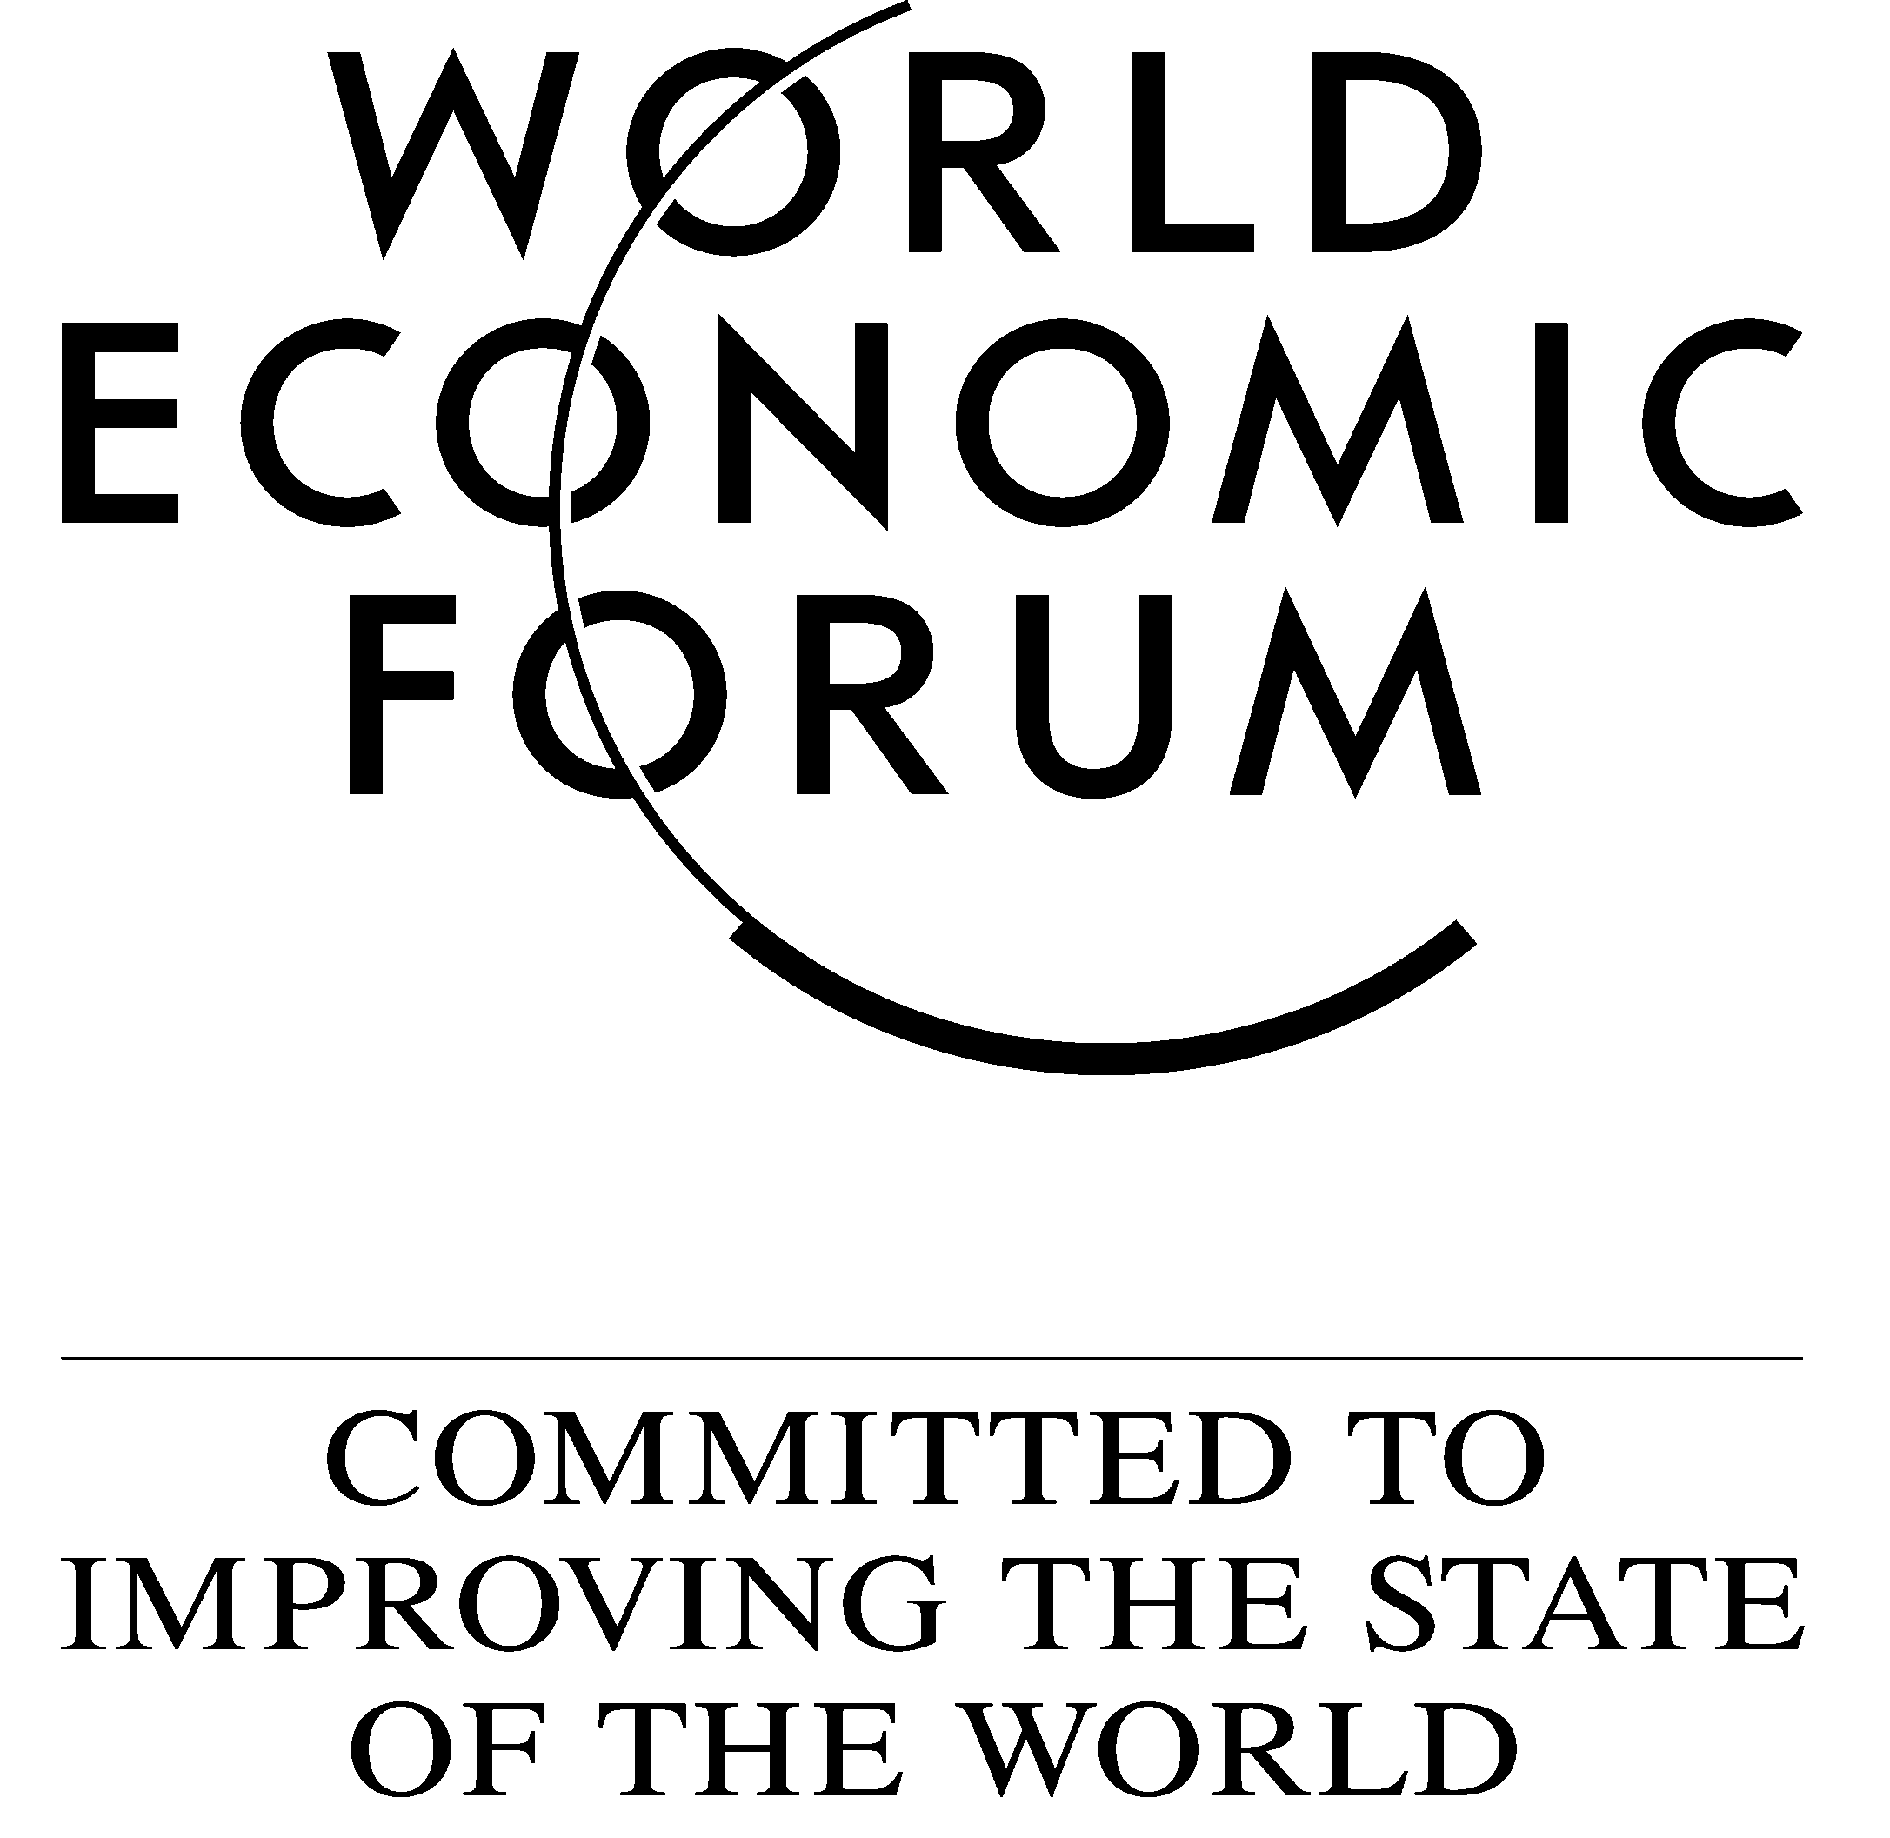 WORLD
ECONOMIC
FORUM
COMMITTED TO
IMPROVING THE STATE
OF THE WORLD